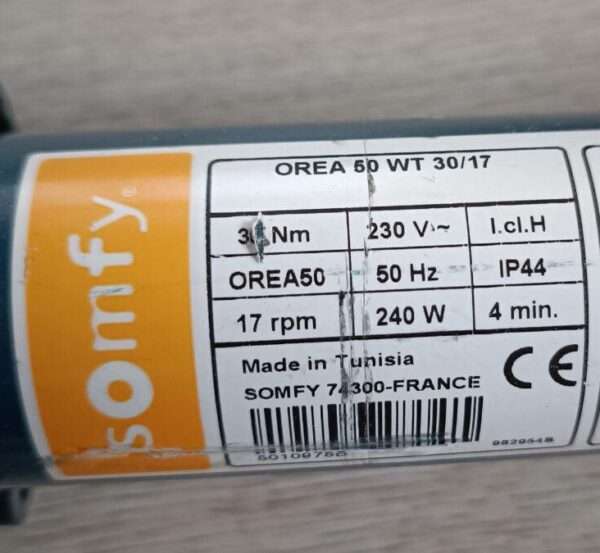 somfy®
OREA 50 WT 30/17
Nm 230 V~ I.cl.H
OREA50 50 Hz IP44
17 rpm 240 W 4 min.
Made in Tunisia CE
SOMFY 74300-FRANCE